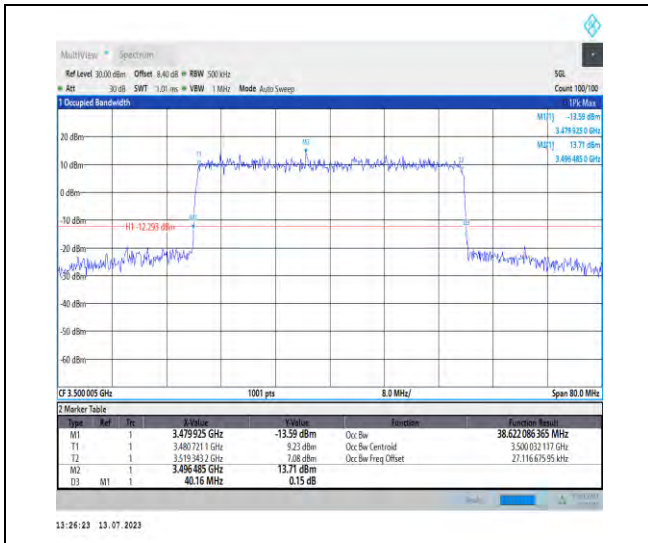 MultiView Spectrum
Ref Level 30.00 dBm Offset 8.40 dB RBW 500 kHz SGL
Att 30 dB SWT 1.01 ms VBW 1 MHz Mode Auto Sweep Count 100/100
1 Occupied Bandwidth 1Pk Max
M1[1] -13.59 dBm
3.479 925 0 GHz
M2[1] 13.71 dBm
3.496 485 0 GHz
20 dBm
M2
T1
T2
10 dBm
0 dBm
-10 dBm
M1
H1 -12.293 dBm
D3
-20 dBm
-30 dBm
-40 dBm
-50 dBm
-60 dBm
CF 3.500 005 GHz 1001 pts 8.0 MHz/ Span 80.0 MHz
2 Marker Table
Type Ref Trc X-Value Y-Value Function Function Result
M1 1 3.479 925 GHz -13.59 dBm Occ Bw 38.622 086 365 MHz
T1 1 3.480 721 1 GHz 9.23 dBm Occ Bw Centroid 3.500 032 117 GHz
T2 1 3.519 343 2 GHz 7.08 dBm Occ Bw Freq Offset 27.116 675 95 kHz
M2 1 3.496 485 GHz 13.71 dBm
D3 M1 1 40.16 MHz 0.15 dB
13:26:23 13.07.2023